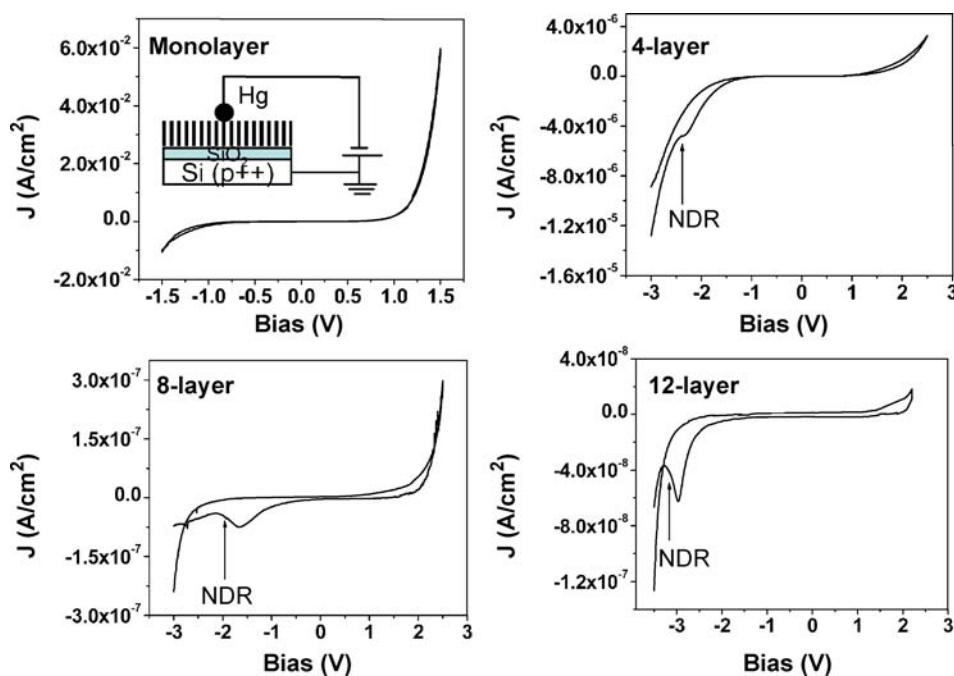 Monolayer
J (A/cm²)
6.0x10⁻²
4.0x10⁻²
2.0x10⁻²
0.0
-2.0x10⁻²
Hg
SiO₂
Si (p++)
-1.5 -1.0 -0.5 0.0 0.5 1.0 1.5
Bias (V)
4-layer
J (A/cm²)
4.0x10⁻⁶
0.0
-4.0x10⁻⁶
-8.0x10⁻⁶
-1.2x10⁻⁵
-1.6x10⁻⁵
NDR
-3 -2 -1 0 1 2 3
Bias (V)
8-layer
J (A/cm²)
3.0x10⁻⁷
1.5x10⁻⁷
0.0
-1.5x10⁻⁷
-3.0x10⁻⁷
NDR
-3 -2 -1 0 1 2 3
Bias (V)
12-layer
J (A/cm²)
4.0x10⁻⁸
0.0
-4.0x10⁻⁸
-8.0x10⁻⁸
-1.2x10⁻⁷
NDR
-3 -2 -1 0 1 2 3
Bias (V)